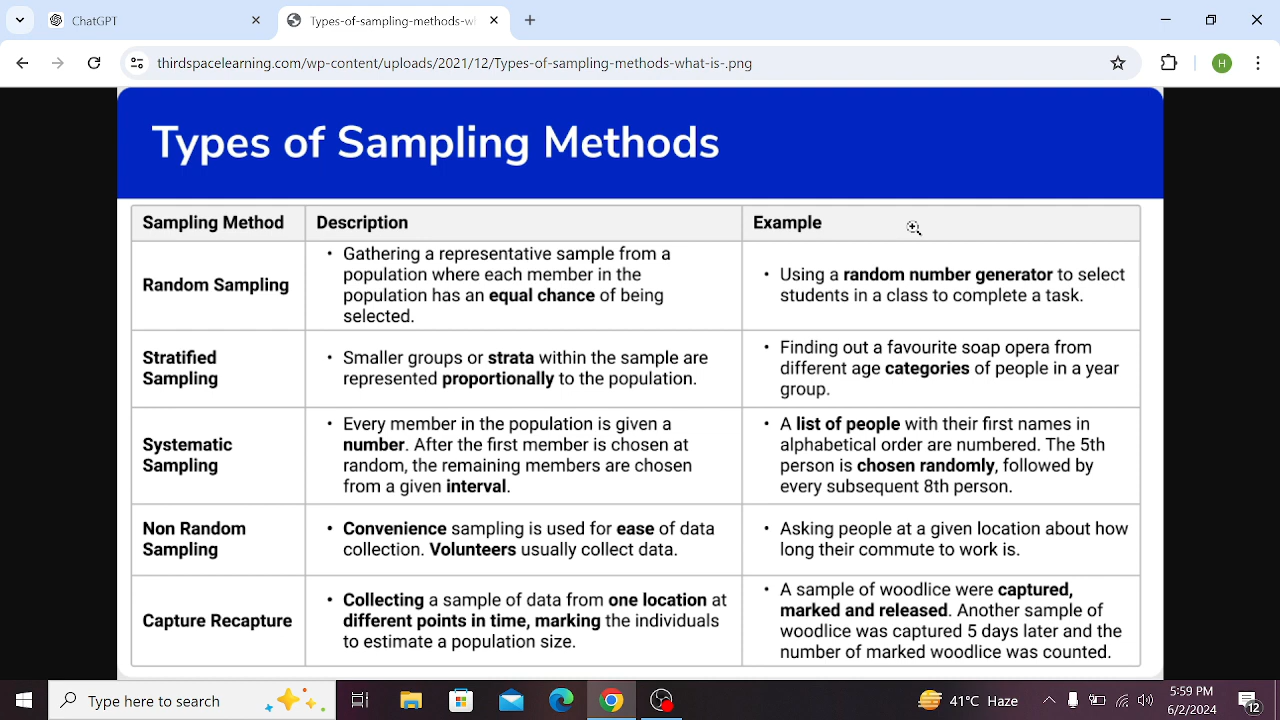 ChatGPT
Types-of-sampling-methods-wh
thirdspacelearning.com/wp-content/uploads/2021/12/Types-of-sampling-methods-what-is-.png
H
Types of Sampling Methods
Sampling Method
Description
Example
Random Sampling
• Gathering a representative sample from a
population where each member in the
population has an equal chance of being
selected.
• Using a random number generator to select
students in a class to complete a task.
Stratified
Sampling
• Smaller groups or strata within the sample are
represented proportionally to the population.
• Finding out a favourite soap opera from
different age categories of people in a year
group.
Systematic
Sampling
• Every member in the population is given a
number. After the first member is chosen at
random, the remaining members are chosen
from a given interval.
• A list of people with their first names in
alphabetical order are numbered. The 5th
person is chosen randomly, followed by
every subsequent 8th person.
Non Random
Sampling
• Convenience sampling is used for ease of data
collection. Volunteers usually collect data.
• Asking people at a given location about how
long their commute to work is.
Capture Recapture
• Collecting a sample of data from one location at
different points in time, marking the individuals
to estimate a population size.
• A sample of woodlice were captured,
marked and released. Another sample of
woodlice was captured 5 days later and the
number of marked woodlice was counted.
Type here to search
41°C Haze
5:59 PM
6/2/2024
12